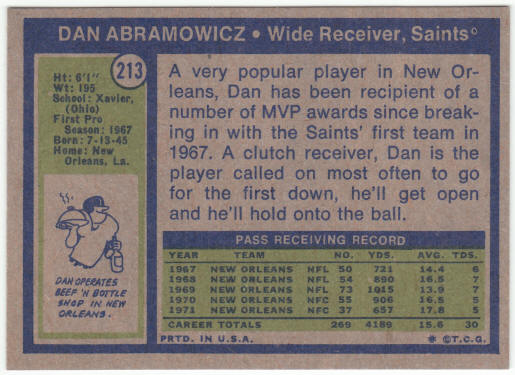 DAN ABRAMOWICZ • Wide Receiver, Saints©
213
Ht: 6'1"
Wt: 195
School: Xavier,
(Ohio)
First Pro
Season: 1967
Born: 7-13-45
Home: New
Orleans, La.
A very popular player in New Or-
leans, Dan has been recipient of a
number of MVP awards since break-
ing in with the Saints' first team in
1967. A clutch receiver, Dan is the
player called on most often to go
for the first down, he'll get open
and he'll hold onto the ball.
DAN OPERATES
BEEF 'N BOTTLE
SHOP IN NEW
ORLEANS.
PASS RECEIVING RECORD
YEAR TEAM NO. YDS. AVG. TDS.
1967 NEW ORLEANS NFL 50 721 14.4 6
1968 NEW ORLEANS NFL 54 890 16.5 7
1969 NEW ORLEANS NFL 73 1015 13.9 7
1970 NEW ORLEANS NFC 55 906 16.5 5
1971 NEW ORLEANS NFC 37 657 17.8 5
CAREER TOTALS 269 4189 15.6 30
PRTD. IN U.S.A. * ©T.C.G.